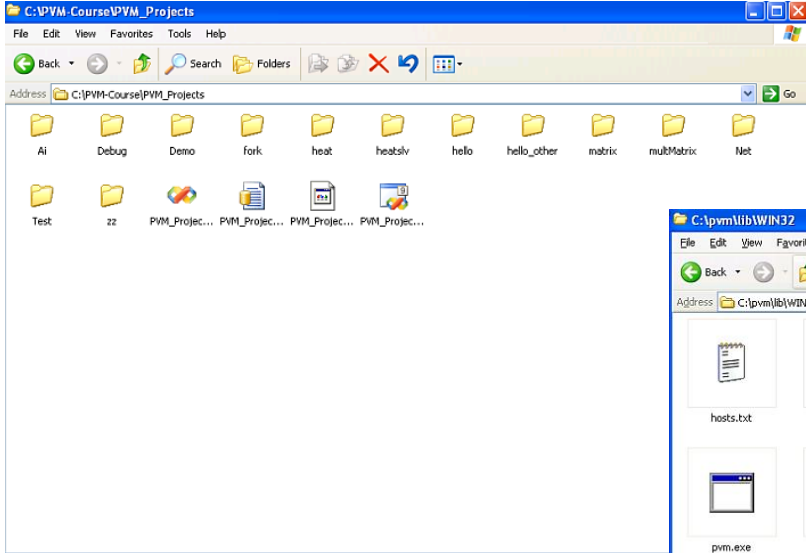 C:\PVM-Course\PVM_Projects
File Edit View Favorites Tools Help
Back Search Folders
Address C:\PVM-Course\PVM_Projects Go
Ai Debug Demo fork heat heatslv hello hello_other matrix multMatrix Net
Test zz PVM_Projec... PVM_Projec... PVM_Projec... PVM_Projec...
C:\pvm\lib\WIN32
File Edit View Favori
Back
Address C:\pvm\lib\WIN
hosts.txt
pvm.exe